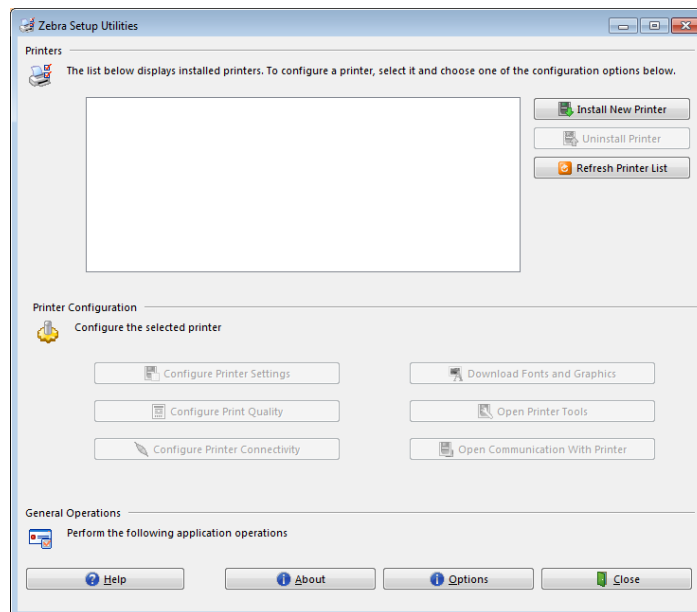 Zebra Setup Utilities
Printers
The list below displays installed printers. To configure a printer, select it and choose one of the configuration options below.
Install New Printer
Uninstall Printer
Refresh Printer List
Printer Configuration
Configure the selected printer
Configure Printer Settings
Download Fonts and Graphics
Configure Print Quality
Open Printer Tools
Configure Printer Connectivity
Open Communication With Printer
General Operations
Perform the following application operations
Help
About
Options
Close